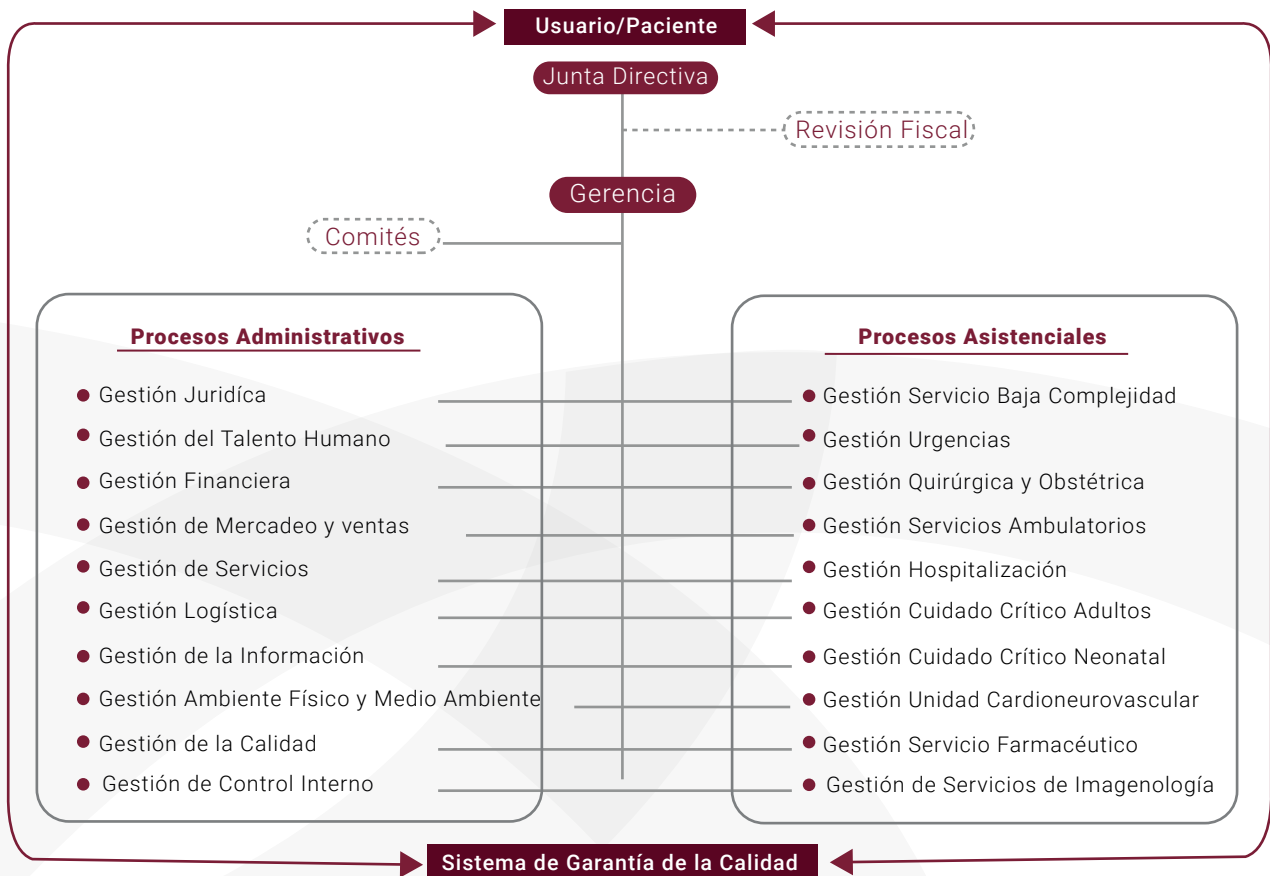 Usuario/Paciente
Junta Directiva
Revisión Fiscal
Gerencia
Comités
Procesos Administrativos
Gestión Juridíca
Gestión del Talento Humano
Gestión Financiera
Gestión de Mercadeo y ventas
Gestión de Servicios
Gestión Logística
Gestión de la Información
Gestión Ambiente Físico y Medio Ambiente
Gestión de la Calidad
Gestión de Control Interno
Procesos Asistenciales
Gestión Servicio Baja Complejidad
Gestión Urgencias
Gestión Quirúrgica y Obstétrica
Gestión Servicios Ambulatorios
Gestión Hospitalización
Gestión Cuidado Crítico Adultos
Gestión Cuidado Crítico Neonatal
Gestión Unidad Cardioneurovascular
Gestión Servicio Farmacéutico
Gestión de Servicios de Imagenología
Sistema de Garantía de la Calidad